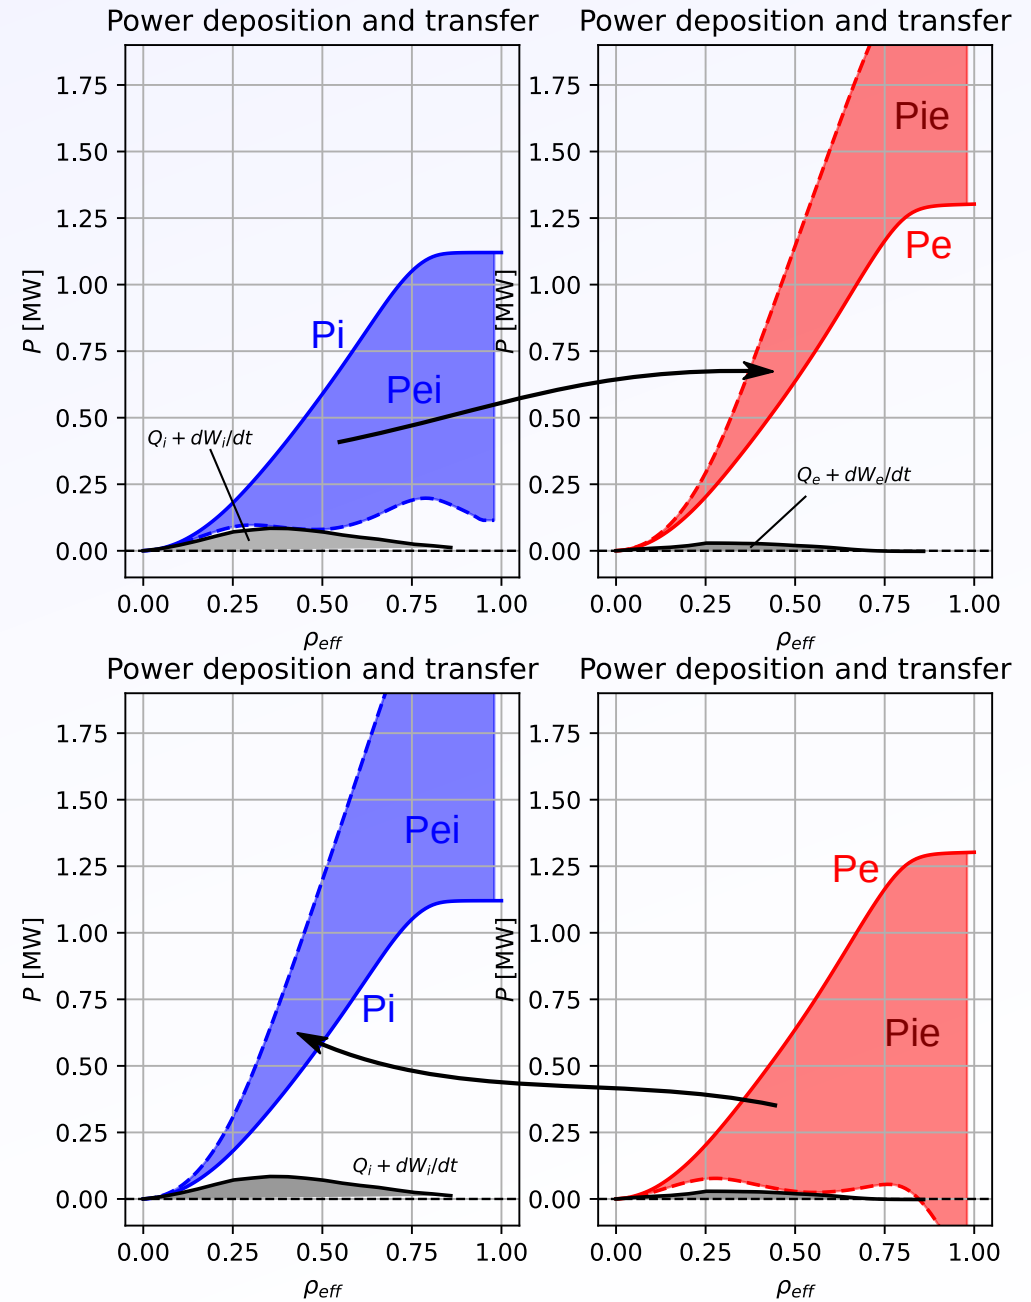 Power deposition and transfer
1.75
1.50
1.25
1.00
0.75
0.50
0.25
0.00
P [MW]
Pi
Pei
Q_i + dW_i/dt
0.00 0.25 0.50 0.75 1.00
ρ_eff
Power deposition and transfer
1.75
1.50
1.25
1.00
0.75
0.50
0.25
0.00
P [MW]
Pie
Pe
Q_e + dW_e/dt
0.00 0.25 0.50 0.75 1.00
ρ_eff
Power deposition and transfer
1.75
1.50
1.25
1.00
0.75
0.50
0.25
0.00
P [MW]
Pei
Pi
Q_i + dW_i/dt
0.00 0.25 0.50 0.75 1.00
ρ_eff
Power deposition and transfer
1.75
1.50
1.25
1.00
0.75
0.50
0.25
0.00
P [MW]
Pe
Pie
0.00 0.25 0.50 0.75 1.00
ρ_eff